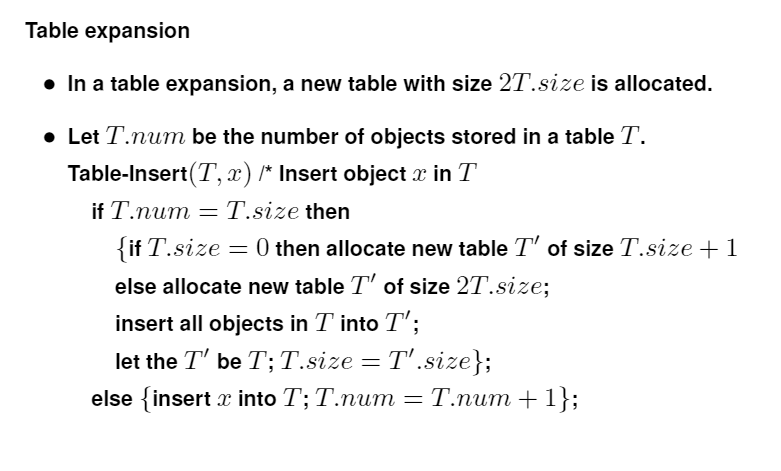 Table expansion
● In a table expansion, a new table with size 2T.size is allocated.
● Let T.num be the number of objects stored in a table T.
Table-Insert(T, x) /* Insert object x in T
if T.num = T.size then
{if T.size = 0 then allocate new table T′ of size T.size + 1
else allocate new table T′ of size 2T.size;
insert all objects in T into T′;
let the T′ be T; T.size = T′.size};
else {insert x into T; T.num = T.num + 1};